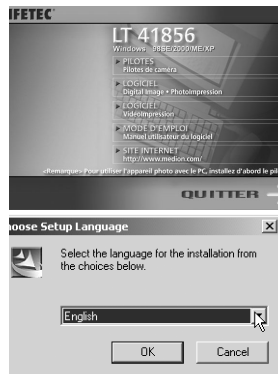 IFETEC
LT 41856
Windows 98SE/2000/ME/XP
PILOTES
Pilotes de caméra
LOGICIEL
Digital Image • PhotoImpression
LOGICIEL
VideoImpression
MODE D'EMPLOI
Manuel utilisateur du logiciel
SITE INTERNET
http://www.medion.com/
«Remarque» Pour utiliser l'appareil photo avec le PC, installez d'abord le pil
QUITTER
hoose Setup Language
Select the language for the installation from
the choices below.
English
OK Cancel